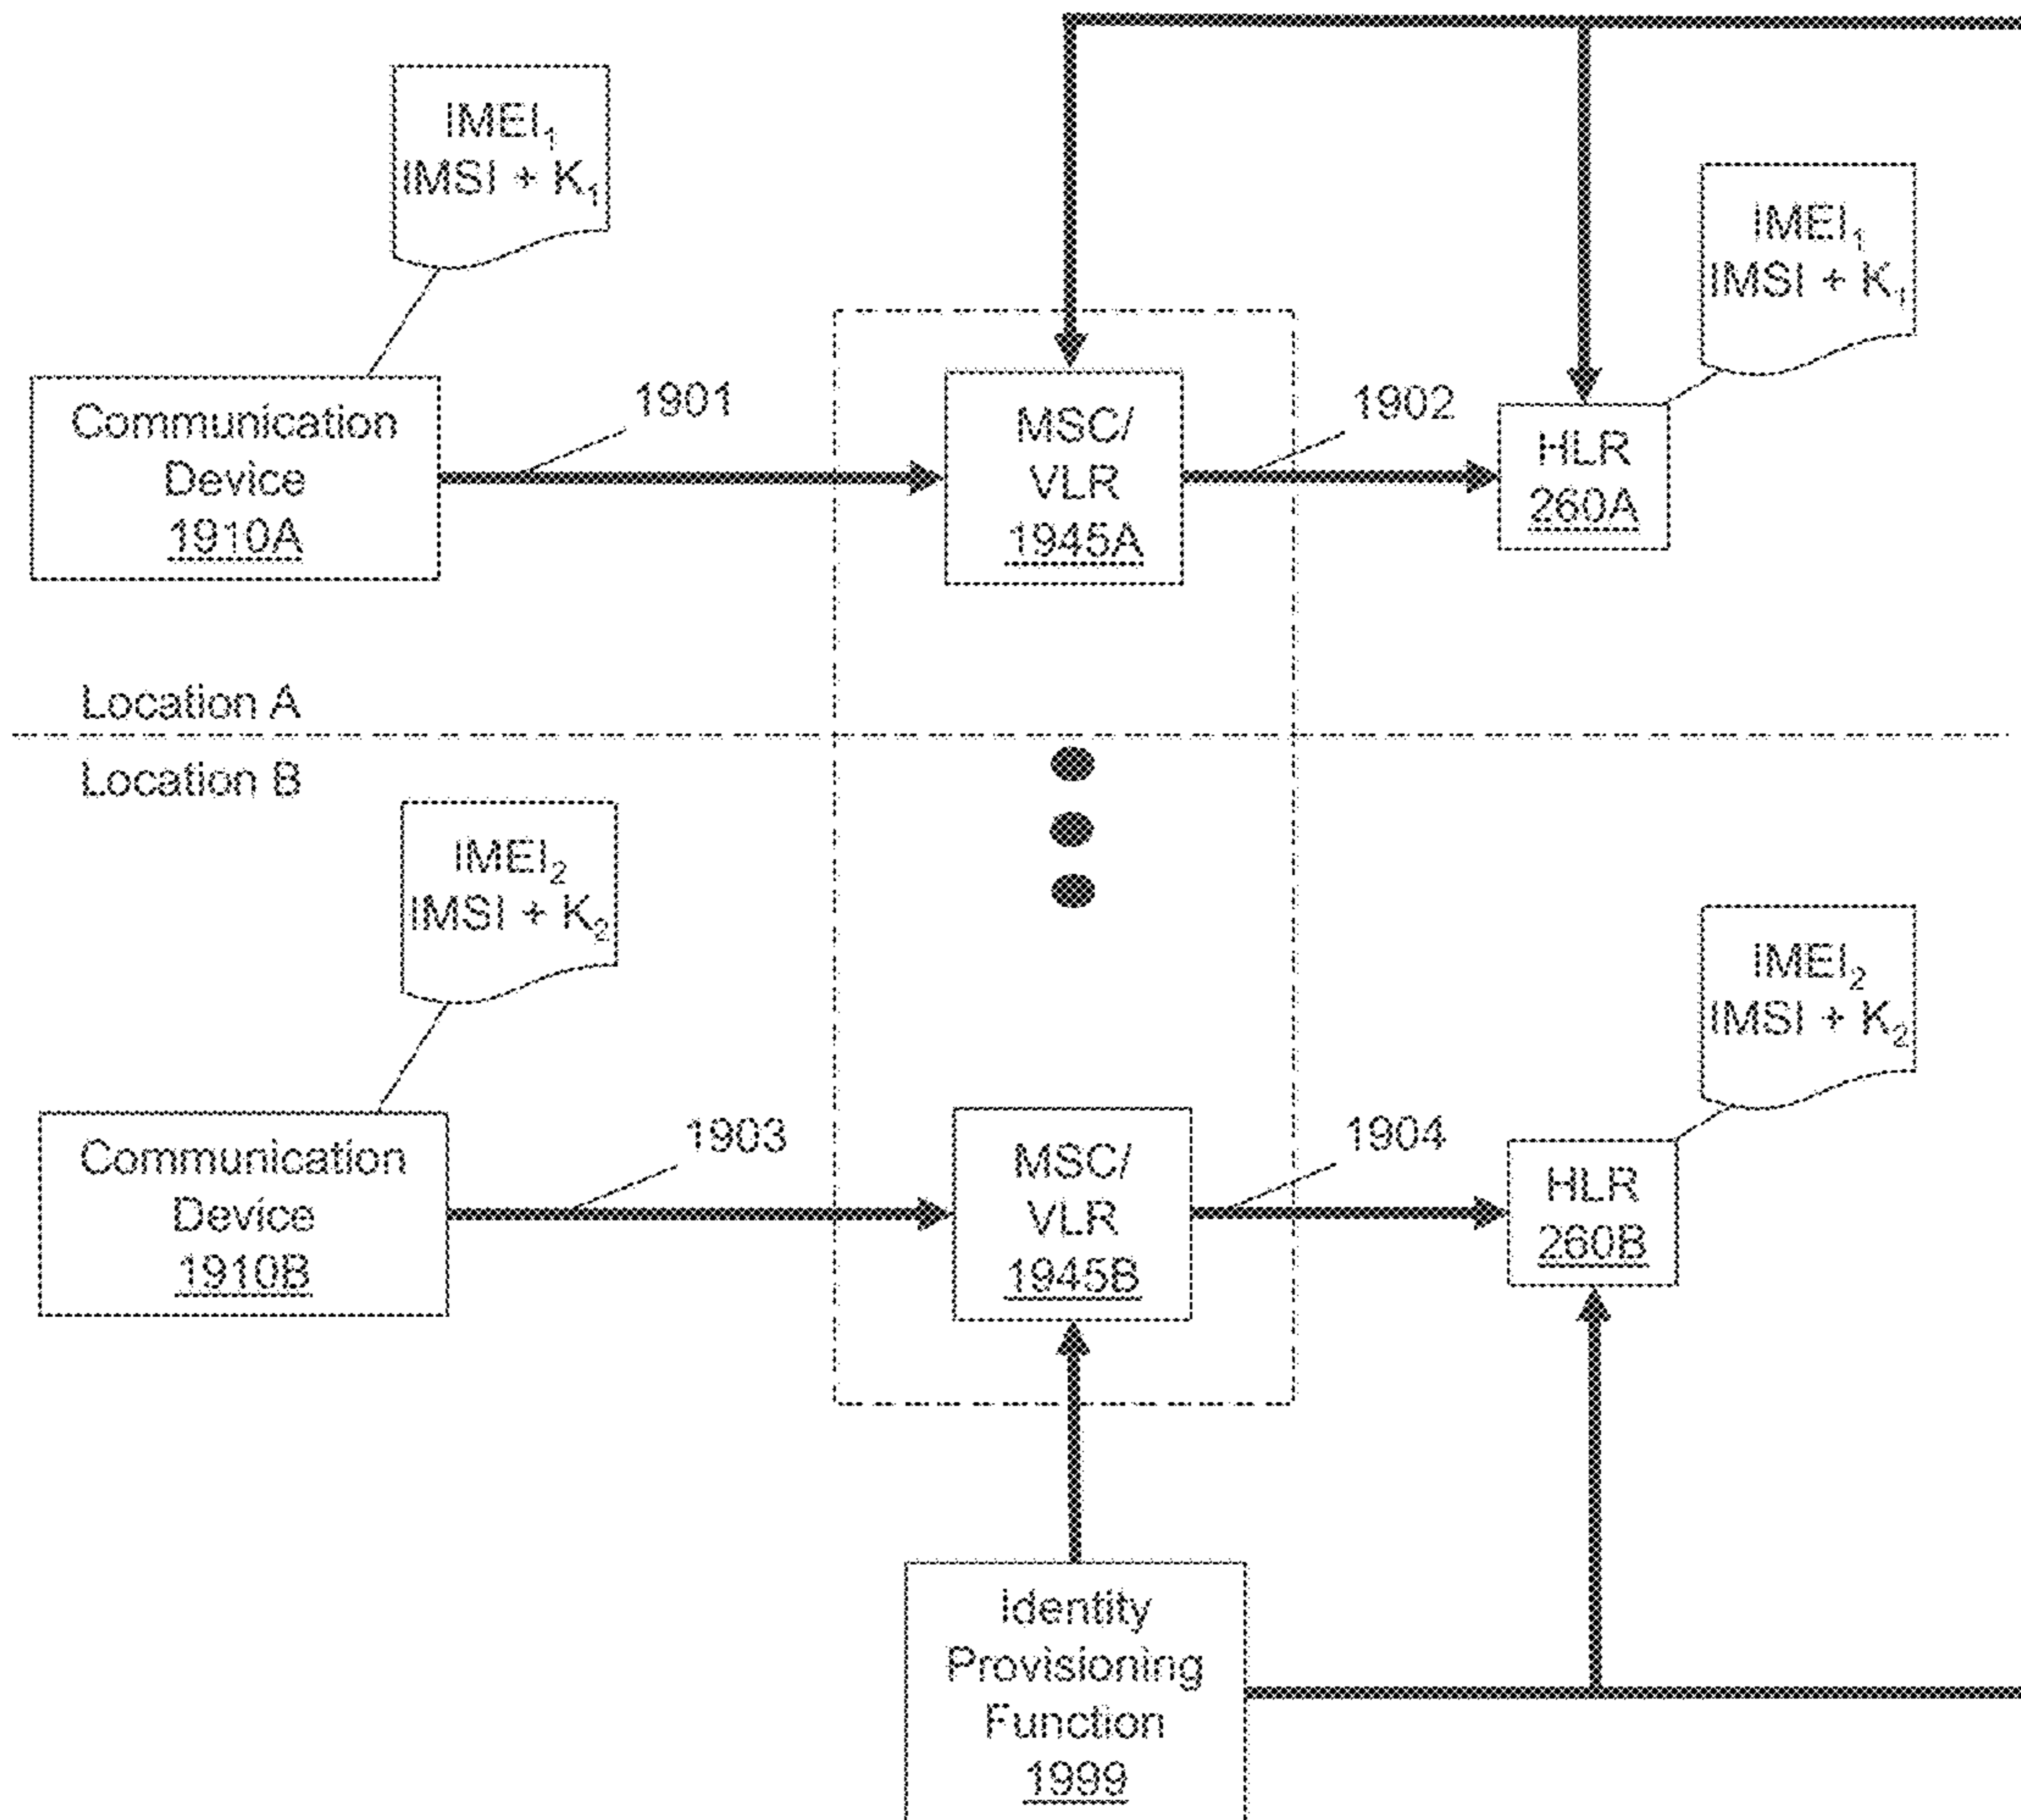 IMEI₁
IMSI + K₁
IMEI₁
IMSI + K₁
Communication
Device
1910A
1901
MSC/
VLR
1945A
1902
HLR
260A
Location A
Location B
IMEI₂
IMSI + K₂
IMEI₂
IMSI + K₂
Communication
Device
1910B
1903
MSC/
VLR
1945B
1904
HLR
260B
Identity
Provisioning
Function
1999